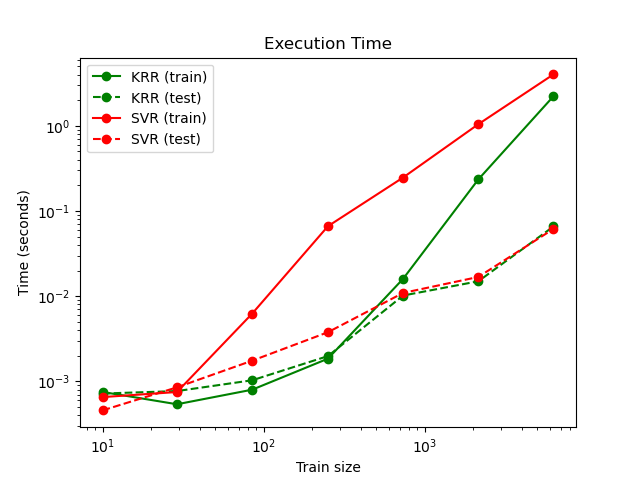 Execution Time
KRR (train)
KRR (test)
SVR (train)
SVR (test)
10⁰
10⁻¹
10⁻²
10⁻³
Time (seconds)
10¹
10²
10³
Train size